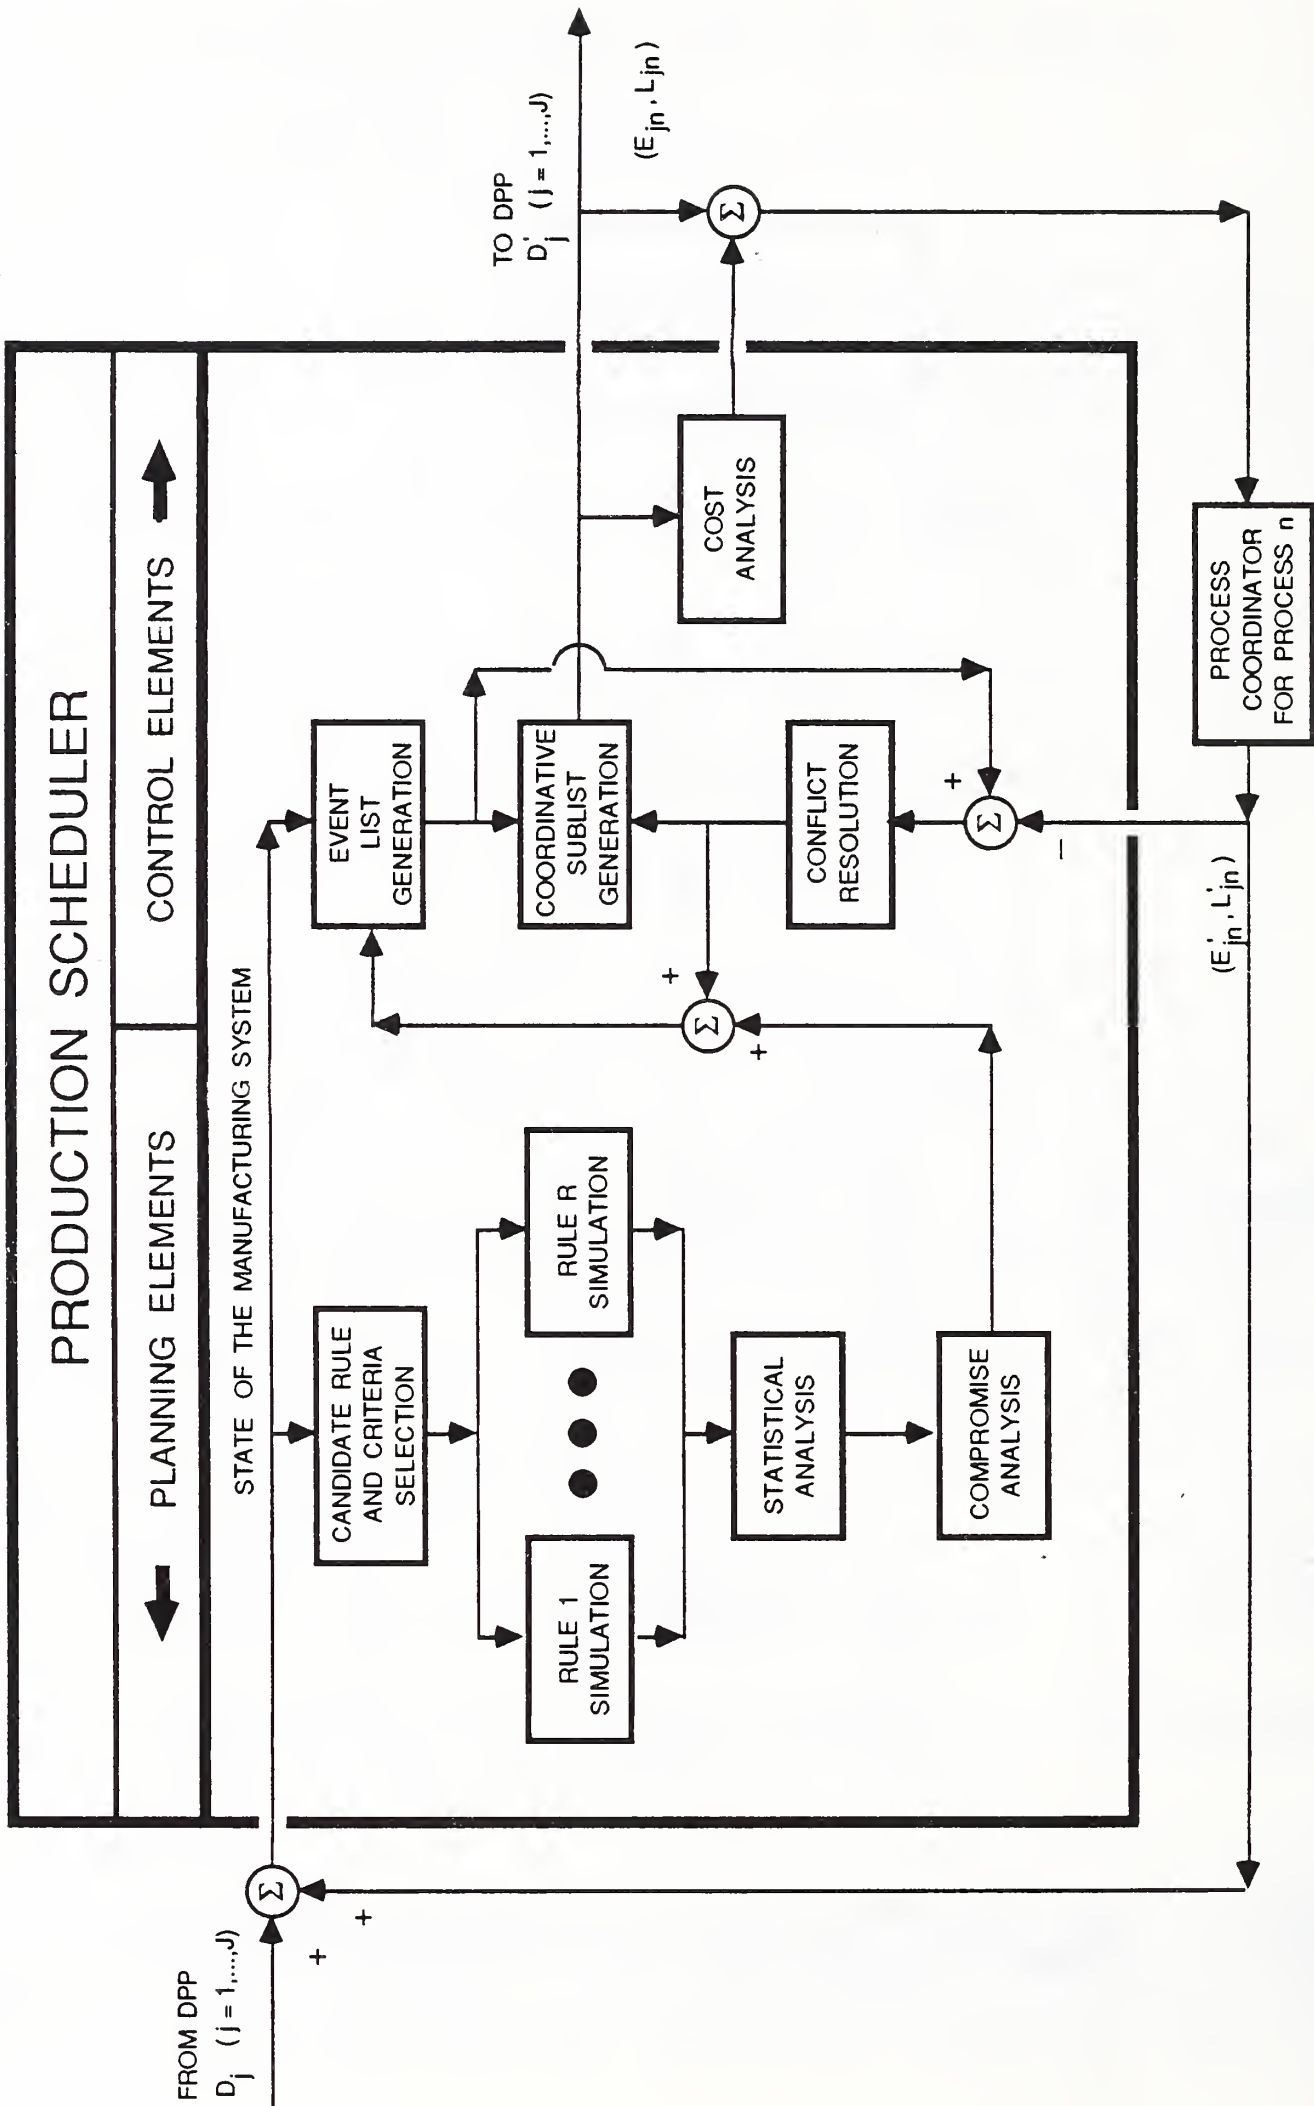 PRODUCTION SCHEDULER
PLANNING ELEMENTS
CONTROL ELEMENTS
FROM DPP
D_j (j = 1,...,J)
+
+
Σ
STATE OF THE MANUFACTURING SYSTEM
CANDIDATE RULE
AND CRITERIA
SELECTION
RULE 1
SIMULATION
RULE R
SIMULATION
STATISTICAL
ANALYSIS
COMPROMISE
ANALYSIS
+
Σ
+
EVENT
LIST
GENERATION
COORDINATIVE
SUBLIST
GENERATION
CONFLICT
RESOLUTION
+
Σ
−
COST
ANALYSIS
TO DPP
D'_j (j = 1,...,J)
Σ
(E_jn, L_jn)
PROCESS
COORDINATOR
FOR PROCESS n
(E'_jn, L'_jn)